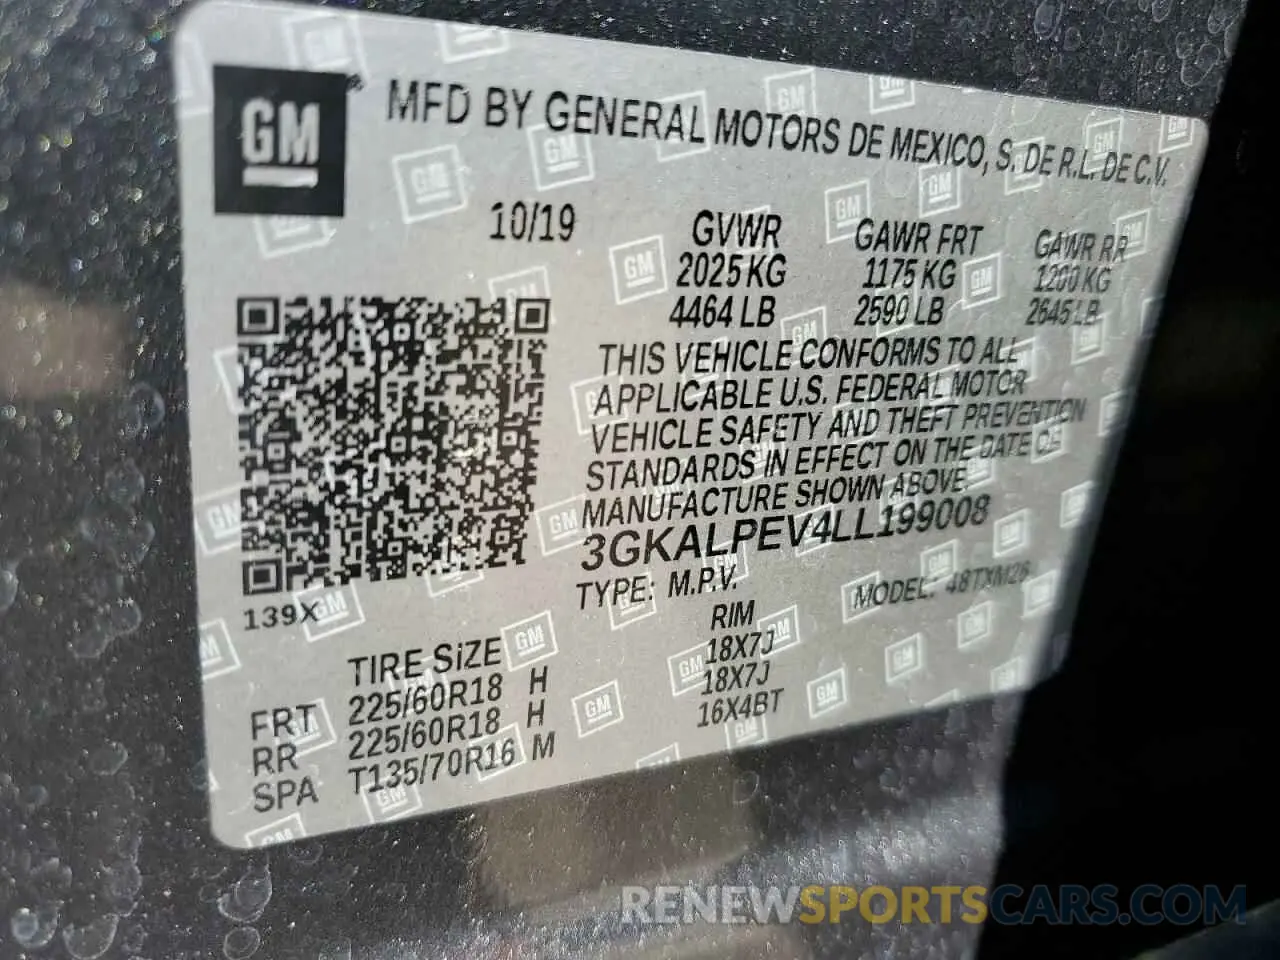 GM ® MFD BY GENERAL MOTORS DE MEXICO, S. DE R.L. DE C.V.
10/19 GVWR GAWR FRT GAWR RR
2025 KG 1175 KG 1200 KG
4464 LB 2590 LB 2645 LB
THIS VEHICLE CONFORMS TO ALL
APPLICABLE U.S. FEDERAL MOTOR
VEHICLE SAFETY AND THEFT PREVENTION
STANDARDS IN EFFECT ON THE DATE OF
MANUFACTURE SHOWN ABOVE.
3GKALPEV4LL199008
TYPE: M.P.V. MODEL: 48TXM26
139X
TIRE SIZE RIM
FRT 225/60R18 H 18X7J
RR 225/60R18 H 18X7J
SPA T135/70R16 M 16X4BT
RENEWSPORTSCARS.COM